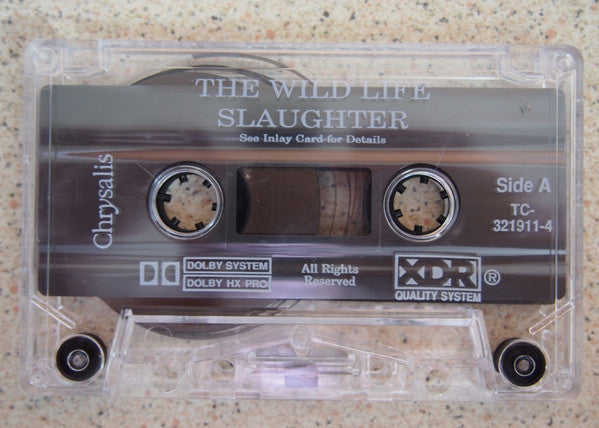 THE WILD LIFE
SLAUGHTER
See Inlay Card for Details
Chrysalis
Side A
TC-
321911-4
DOLBY SYSTEM
DOLBY HX PRO
All Rights
Reserved
XDR®
QUALITY SYSTEM